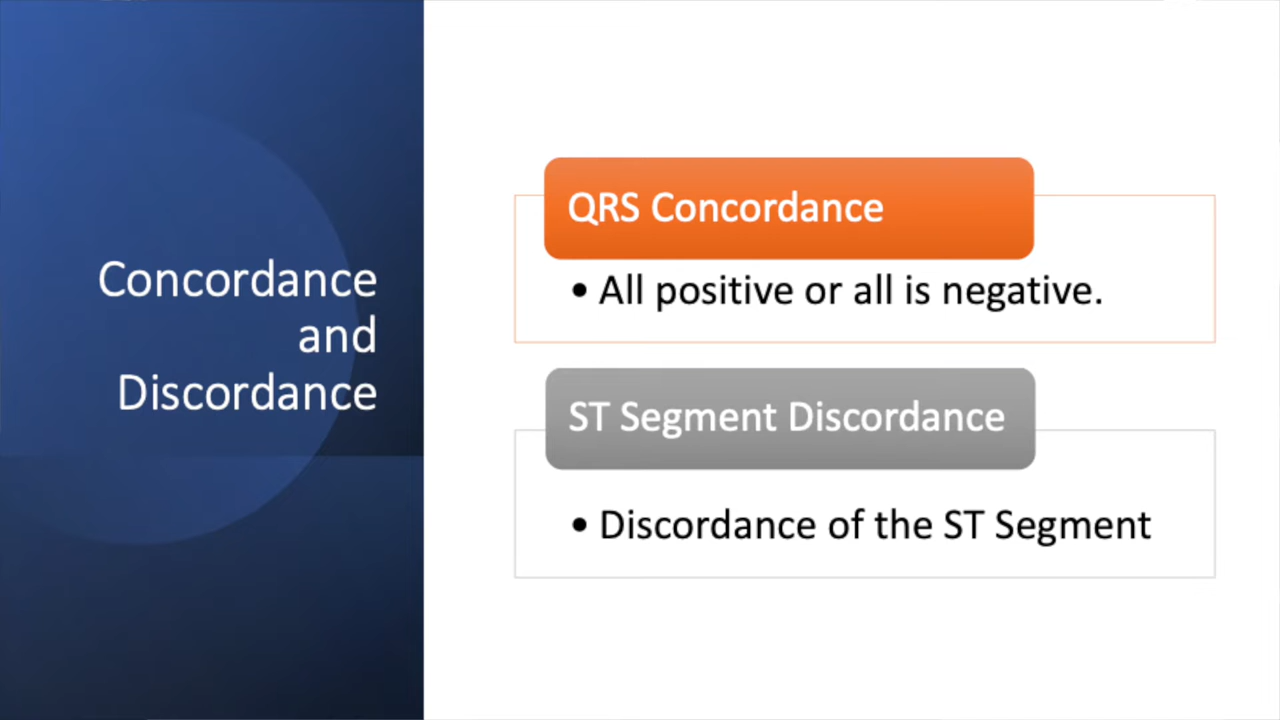 Concordance
and
Discordance
QRS Concordance
• All positive or all is negative.
ST Segment Discordance
• Discordance of the ST Segment